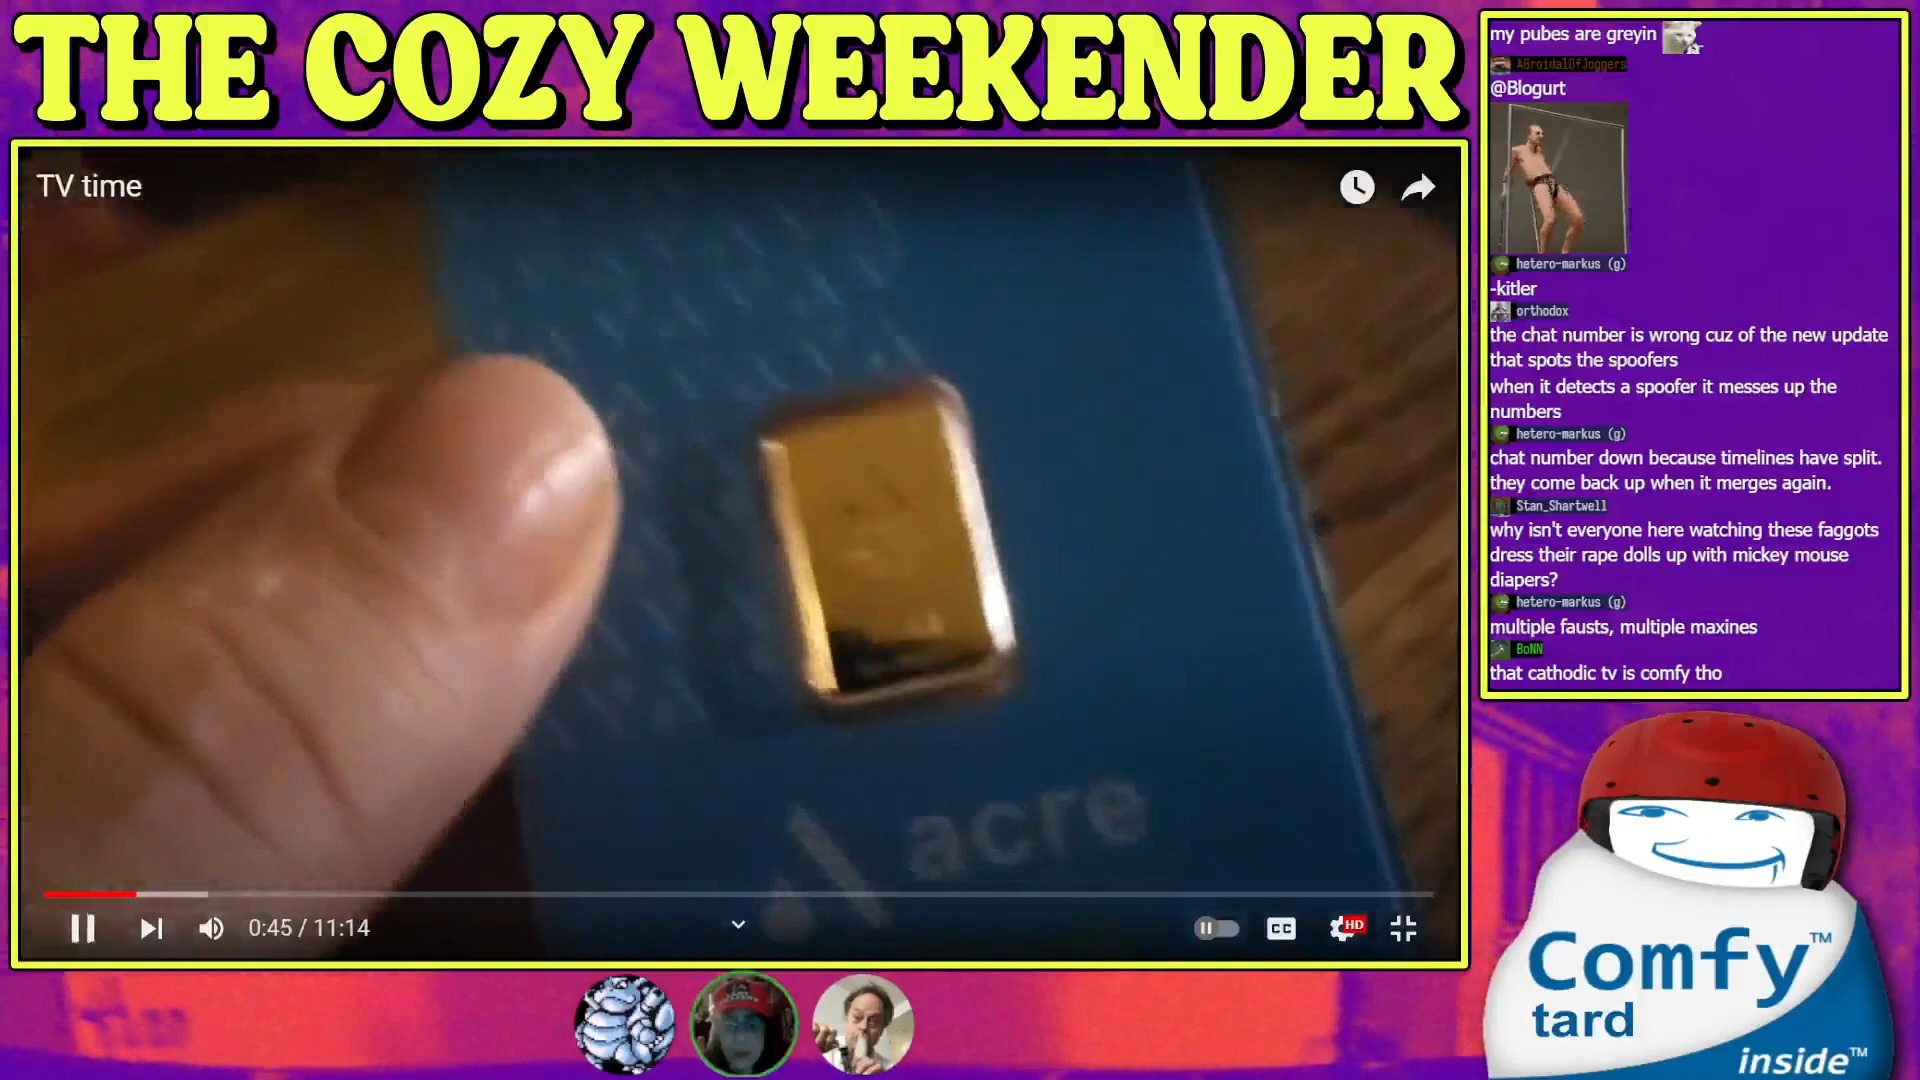 THE COZY WEEKENDER
TV time
acre
0:45 / 11:14
CC
HD
my pubes are greyin
AGroidalOfJoggers
@Blogurt
hetero-markus (g)
-kitler
orthodox
the chat number is wrong cuz of the new update
that spots the spoofers
when it detects a spoofer it messes up the
numbers
hetero-markus (g)
chat number down because timelines have split.
they come back up when it merges again.
Stan_Shartwell
why isn't everyone here watching these faggots
dress their rape dolls up with mickey mouse
diapers?
hetero-markus (g)
multiple fausts, multiple maxines
BoNN
that cathodic tv is comfy tho
Comfy™
tard
inside™